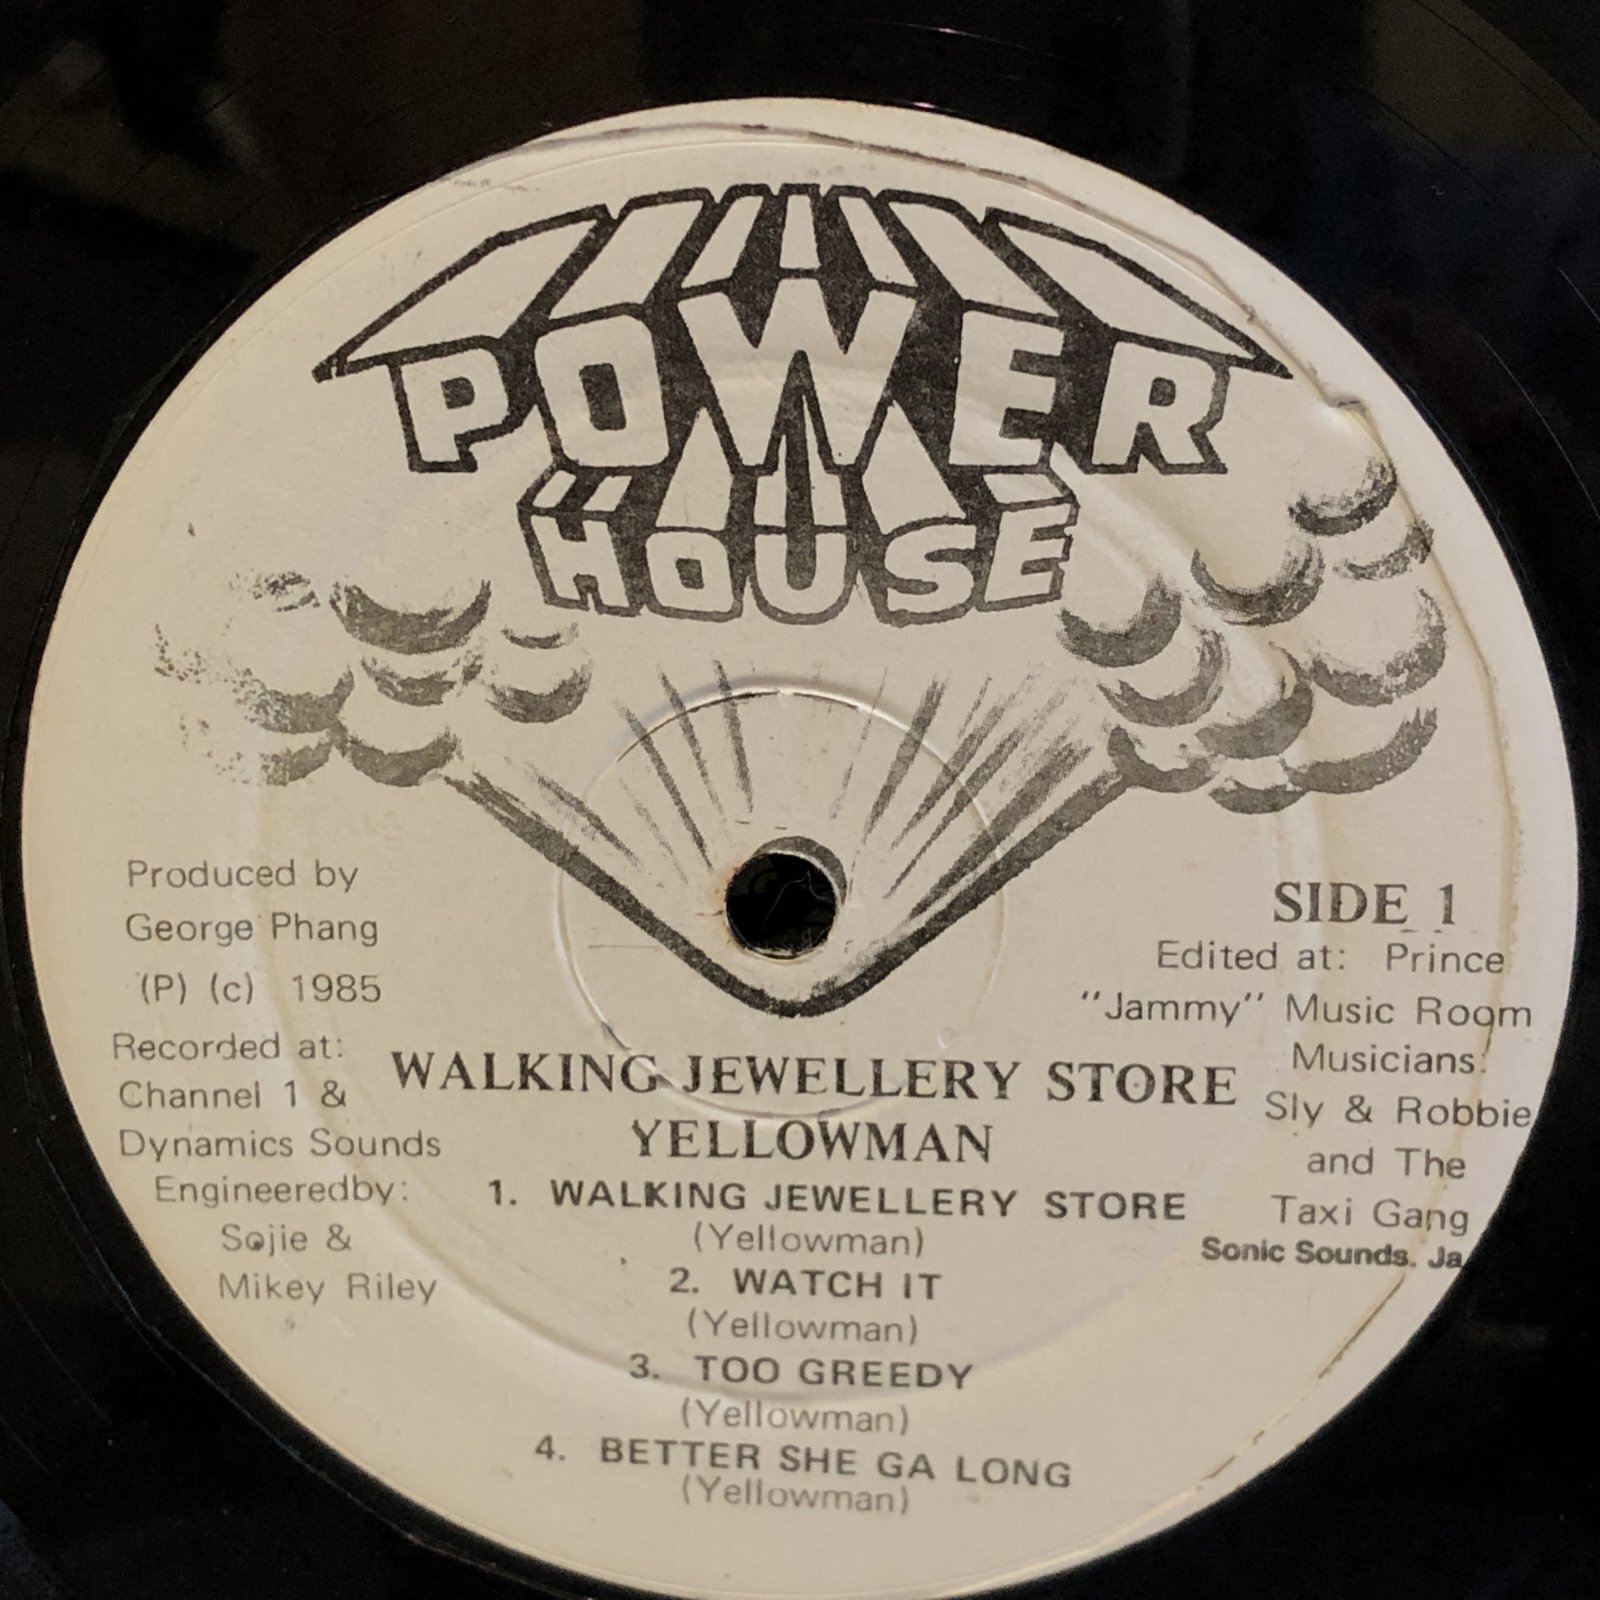 POWER
HOUSE
Produced by
George Phang
(P) (c) 1985
Recorded at:
Channel 1 &
Dynamics Sounds
Engineeredby:
Sojie &
Mikey Riley
SIDE 1
Edited at: Prince
"Jammy" Music Room
Musicians:
Sly & Robbie
and The
Taxi Gang
Sonic Sounds. Ja
WALKING JEWELLERY STORE
YELLOWMAN
1. WALKING JEWELLERY STORE
(Yellowman)
2. WATCH IT
(Yellowman)
3. TOO GREEDY
(Yellowman)
4. BETTER SHE GA LONG
(Yellowman)